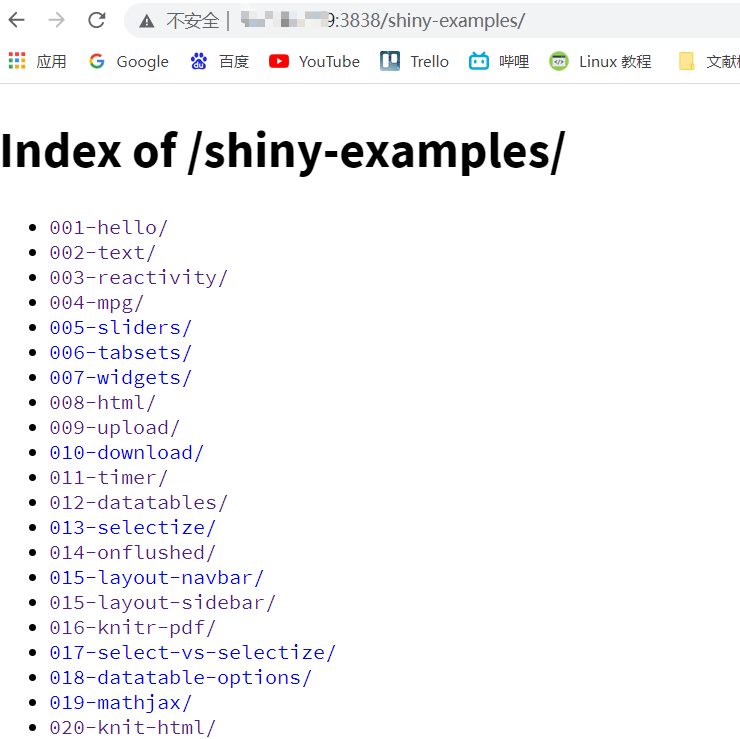 不安全 | 9:3838/shiny-examples/
应用 Google 百度 YouTube Trello 哔哩 Linux 教程 文献
Index of /shiny-examples/
001-hello/
002-text/
003-reactivity/
004-mpg/
005-sliders/
006-tabsets/
007-widgets/
008-html/
009-upload/
010-download/
011-timer/
012-datatables/
013-selectize/
014-onflushed/
015-layout-navbar/
015-layout-sidebar/
016-knitr-pdf/
017-select-vs-selectize/
018-datatable-options/
019-mathjax/
020-knit-html/